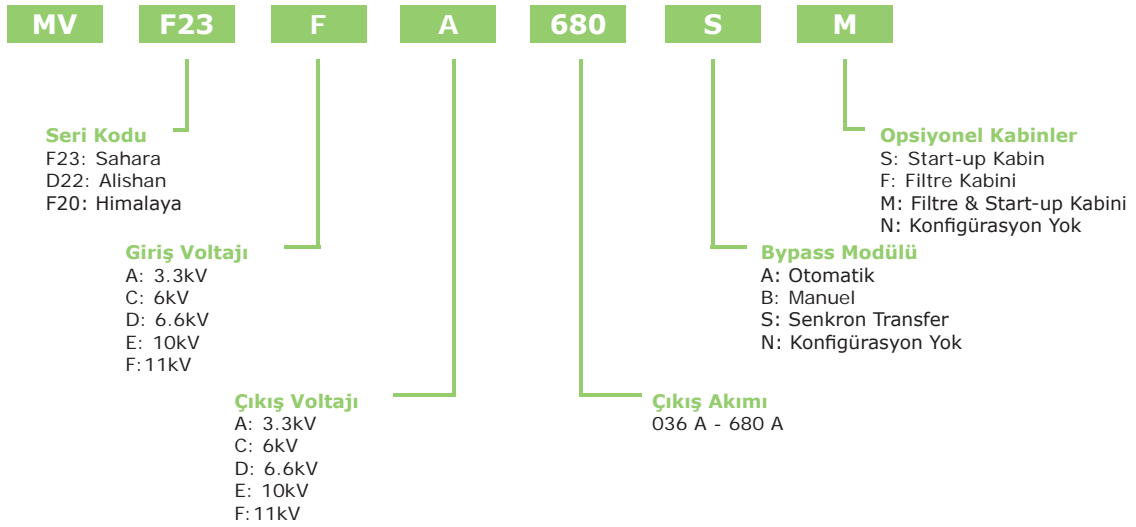 MV F23 F A 680 S M
Seri Kodu
F23: Sahara
D22: Alishan
F20: Himalaya
Opsiyonel Kabinler
S: Start-up Kabin
F: Filtre Kabini
M: Filtre & Start-up Kabini
N: Konfigürasyon Yok
Giriş Voltajı
A: 3.3kV
C: 6kV
D: 6.6kV
E: 10kV
F:11kV
Bypass Modülü
A: Otomatik
B: Manuel
S: Senkron Transfer
N: Konfigürasyon Yok
Çıkış Voltajı
A: 3.3kV
C: 6kV
D: 6.6kV
E: 10kV
F:11kV
Çıkış Akımı
036 A - 680 A